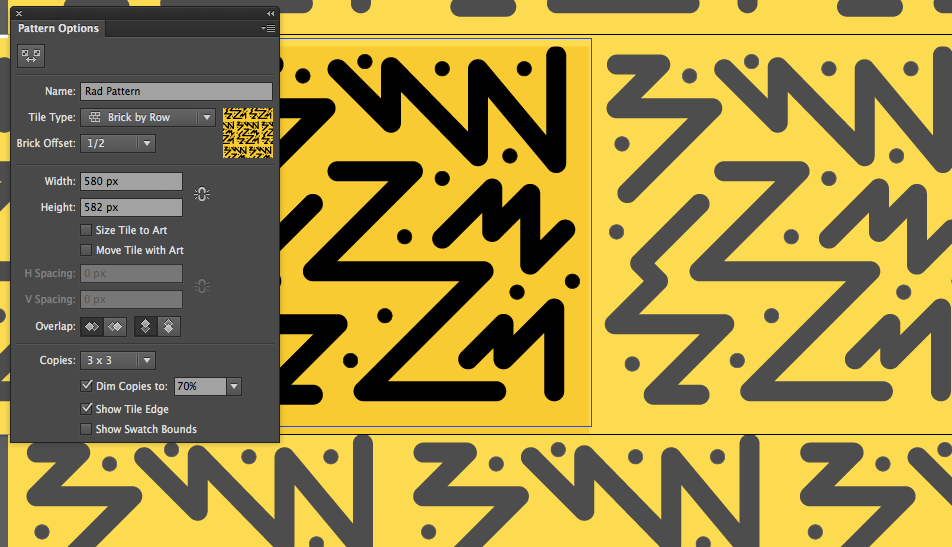 Pattern Options
Name: Rad Pattern
Tile Type: Brick by Row
Brick Offset: 1/2
Width: 580 px
Height: 582 px
Size Tile to Art
Move Tile with Art
H Spacing: 0 px
V Spacing: 0 px
Overlap:
Copies: 3 x 3
Dim Copies to: 70%
Show Tile Edge
Show Swatch Bounds